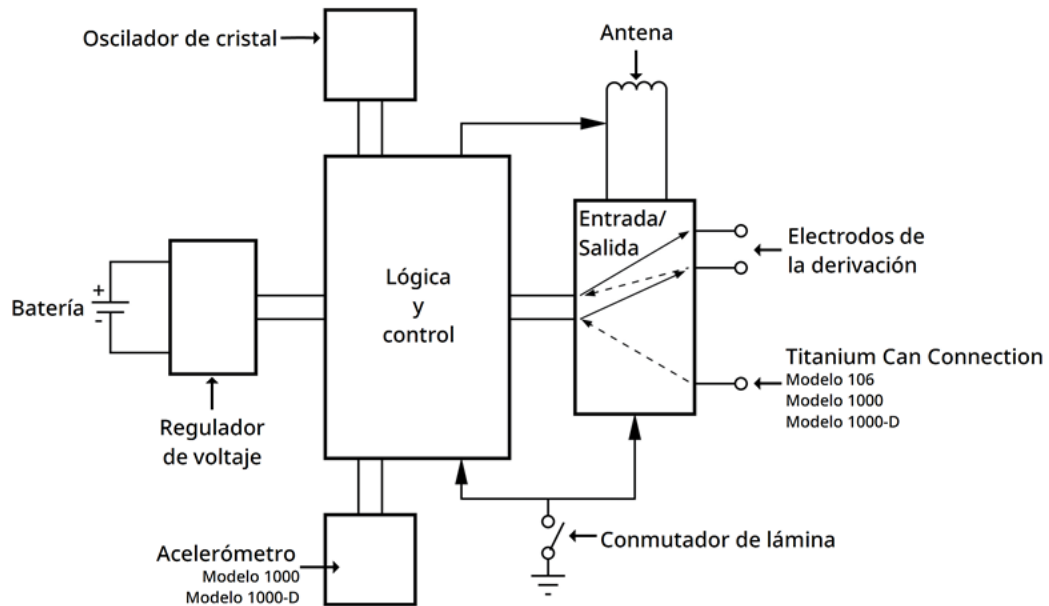 Oscilador de cristal
Antena
Entrada/
Salida
Electrodos de
la derivación
Lógica
y
control
Batería
+
-
Titanium Can Connection
Modelo 106
Modelo 1000
Modelo 1000-D
Regulador
de voltaje
Conmutador de lámina
Acelerómetro
Modelo 1000
Modelo 1000-D